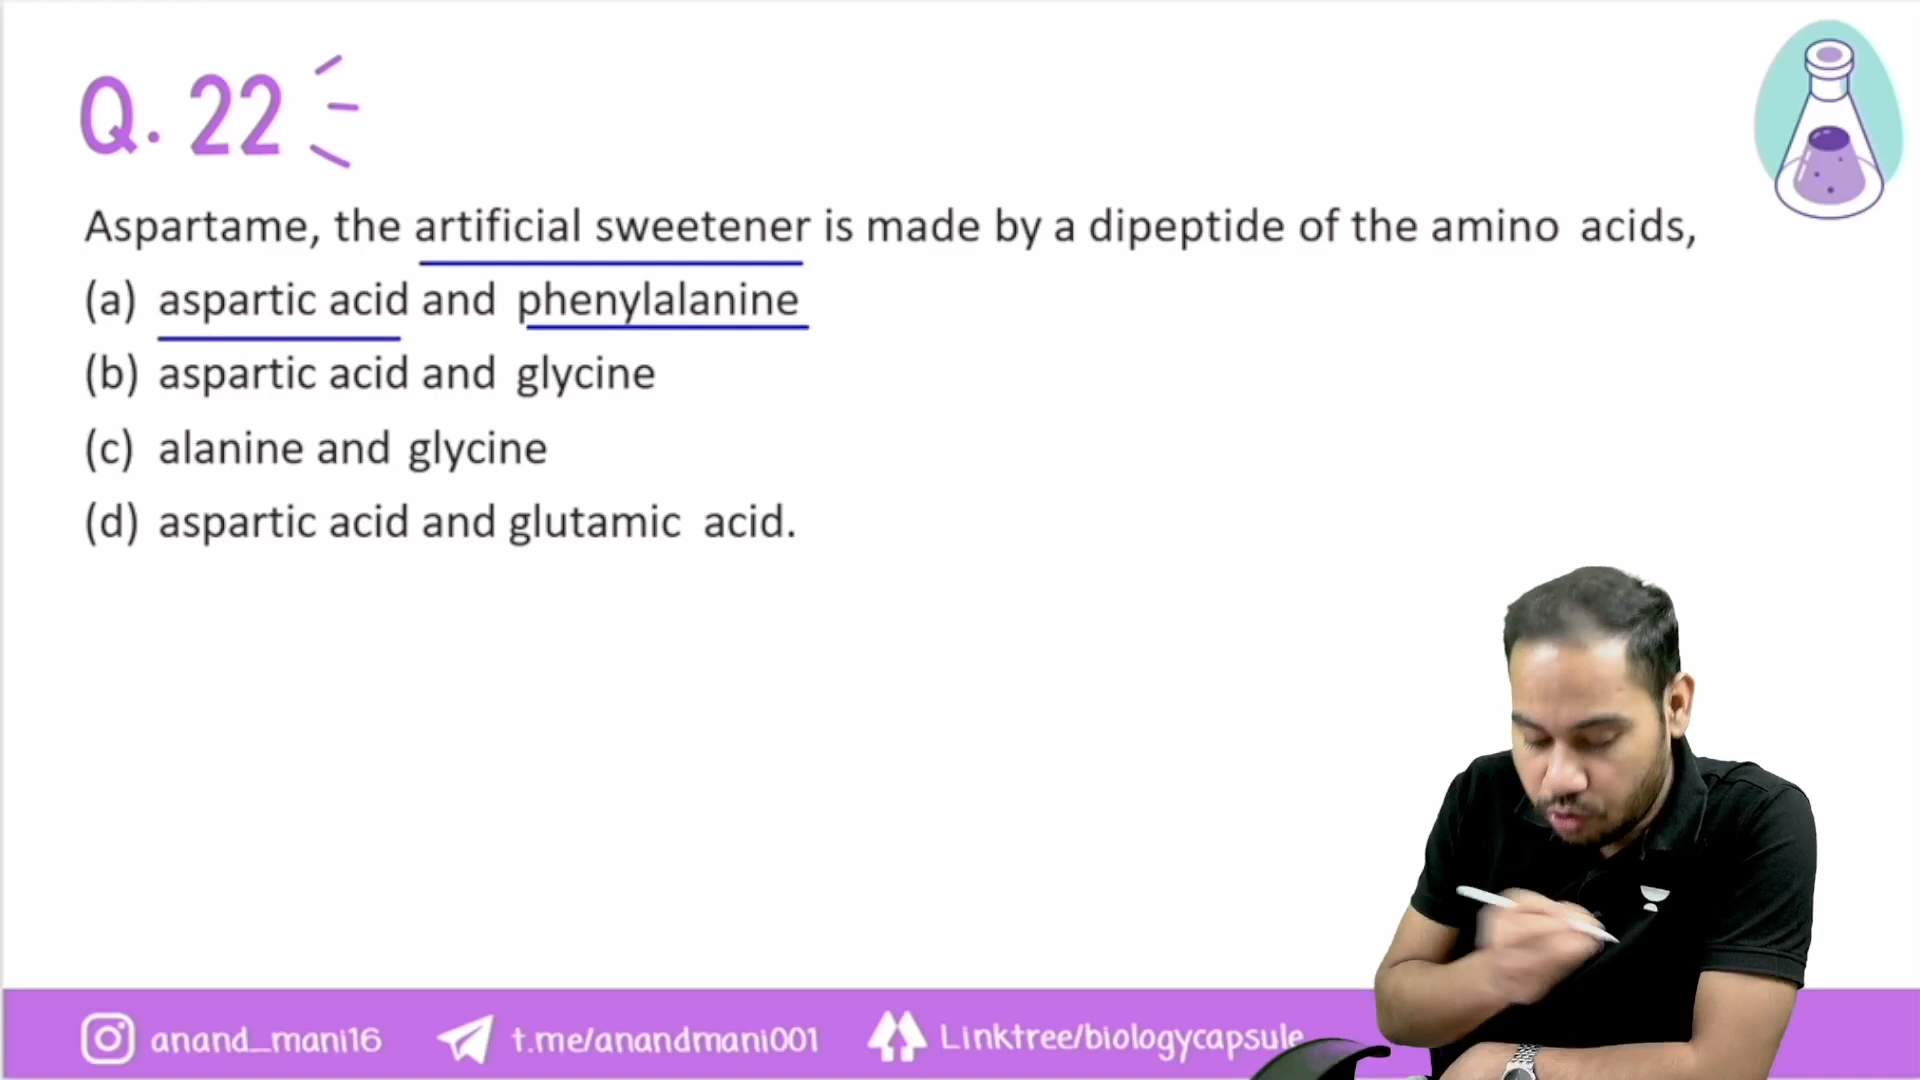 Q. 22
Aspartame, the artificial sweetener is made by a dipeptide of the amino acids,
(a) aspartic acid and phenylalanine
(b) aspartic acid and glycine
(c) alanine and glycine
(d) aspartic acid and glutamic acid.
anand_mani16 t.me/anandmani001 Linktree/biologycapsule